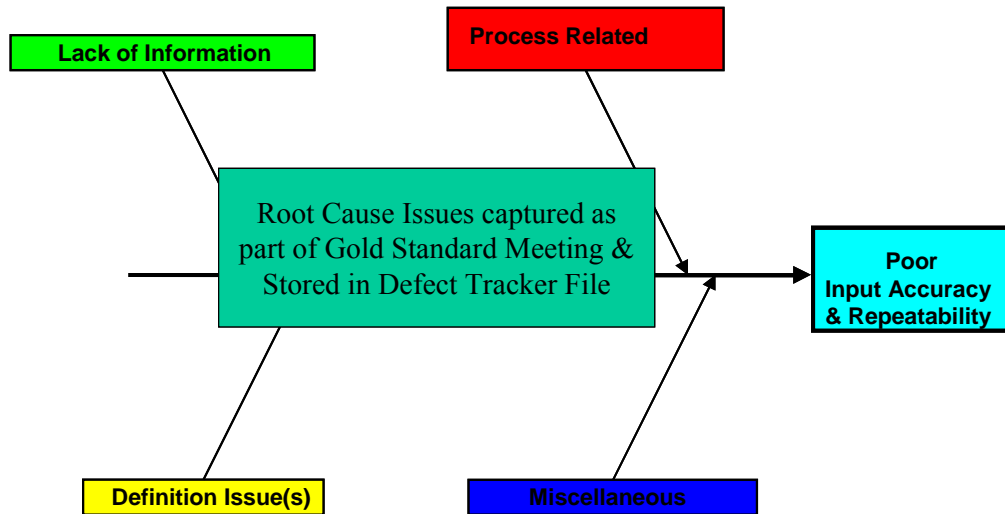 Lack of Information
Process Related
Root Cause Issues captured as
part of Gold Standard Meeting &
Stored in Defect Tracker File
Poor
Input Accuracy
& Repeatability
Definition Issue(s)
Miscellaneous